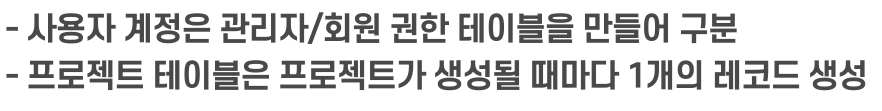 - 사용자 계정은 관리자/회원 권한 테이블을 만들어 구분
- 프로젝트 테이블은 프로젝트가 생성될 때마다 1개의 레코드 생성